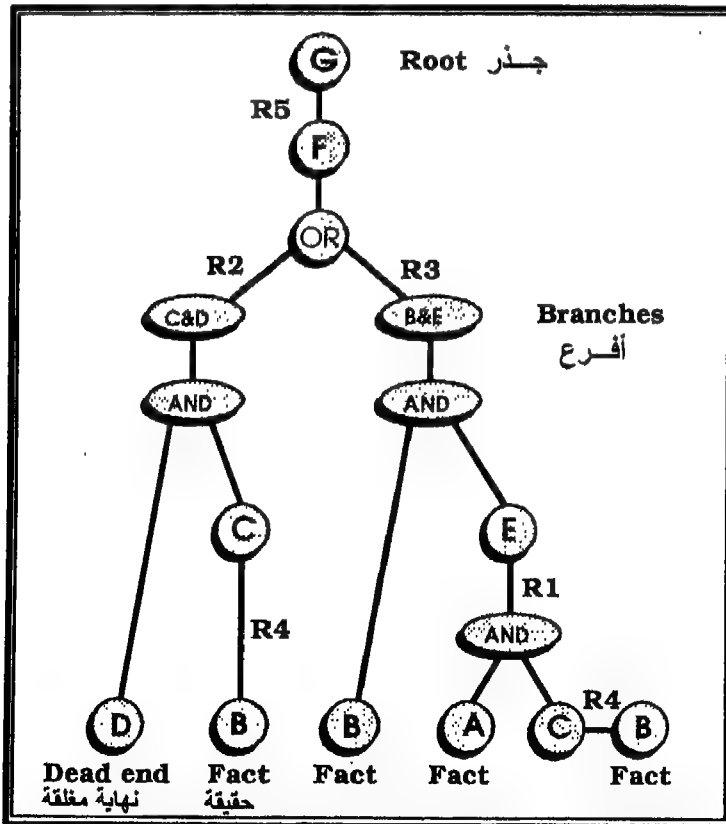 G Root جـذر
R5
F
OR
R2 R3
C&D B&E Branches
أفـرع
AND AND
C E
R1
R4 AND
R4
D B B A C B
Dead end Fact Fact Fact Fact
نهاية مغلقة حقيقة